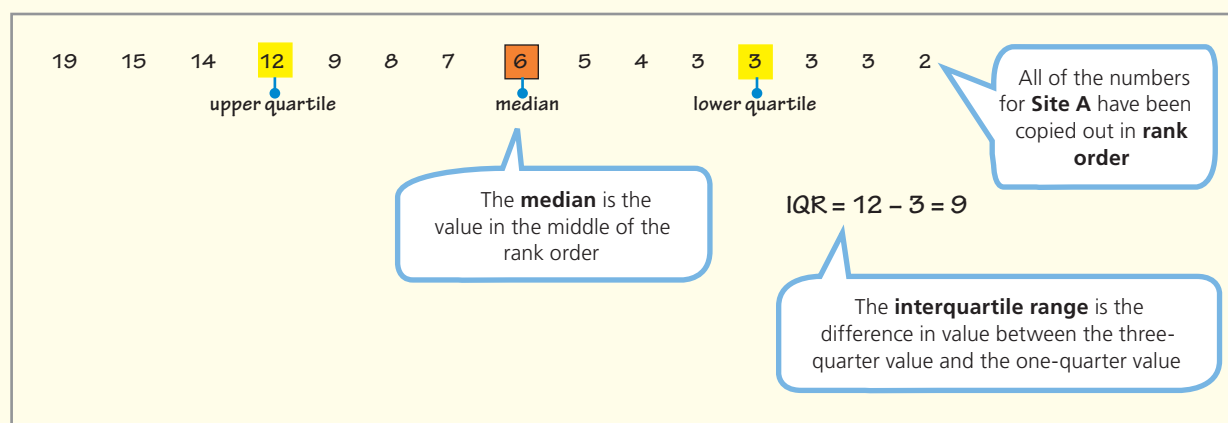 19 15 14 12 9 8 7 6 5 4 3 3 3 3 2
upper quartile median lower quartile
All of the numbers
for Site A have been
copied out in rank
order
The median is the
value in the middle of the
rank order
IQR = 12 – 3 = 9
The interquartile range is the
difference in value between the three-
quarter value and the one-quarter value